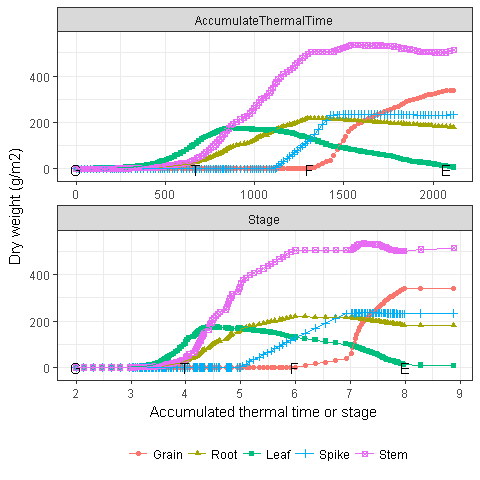 AccumulateThermalTime
400
200
0
S T F E
0 500 1000 1500 2000
Dry weight (g/m2)
Stage
400
200
0
S T F E
2 3 4 5 6 7 8 9
Accumulated thermal time or stage
Grain Root Leaf Spike Stem